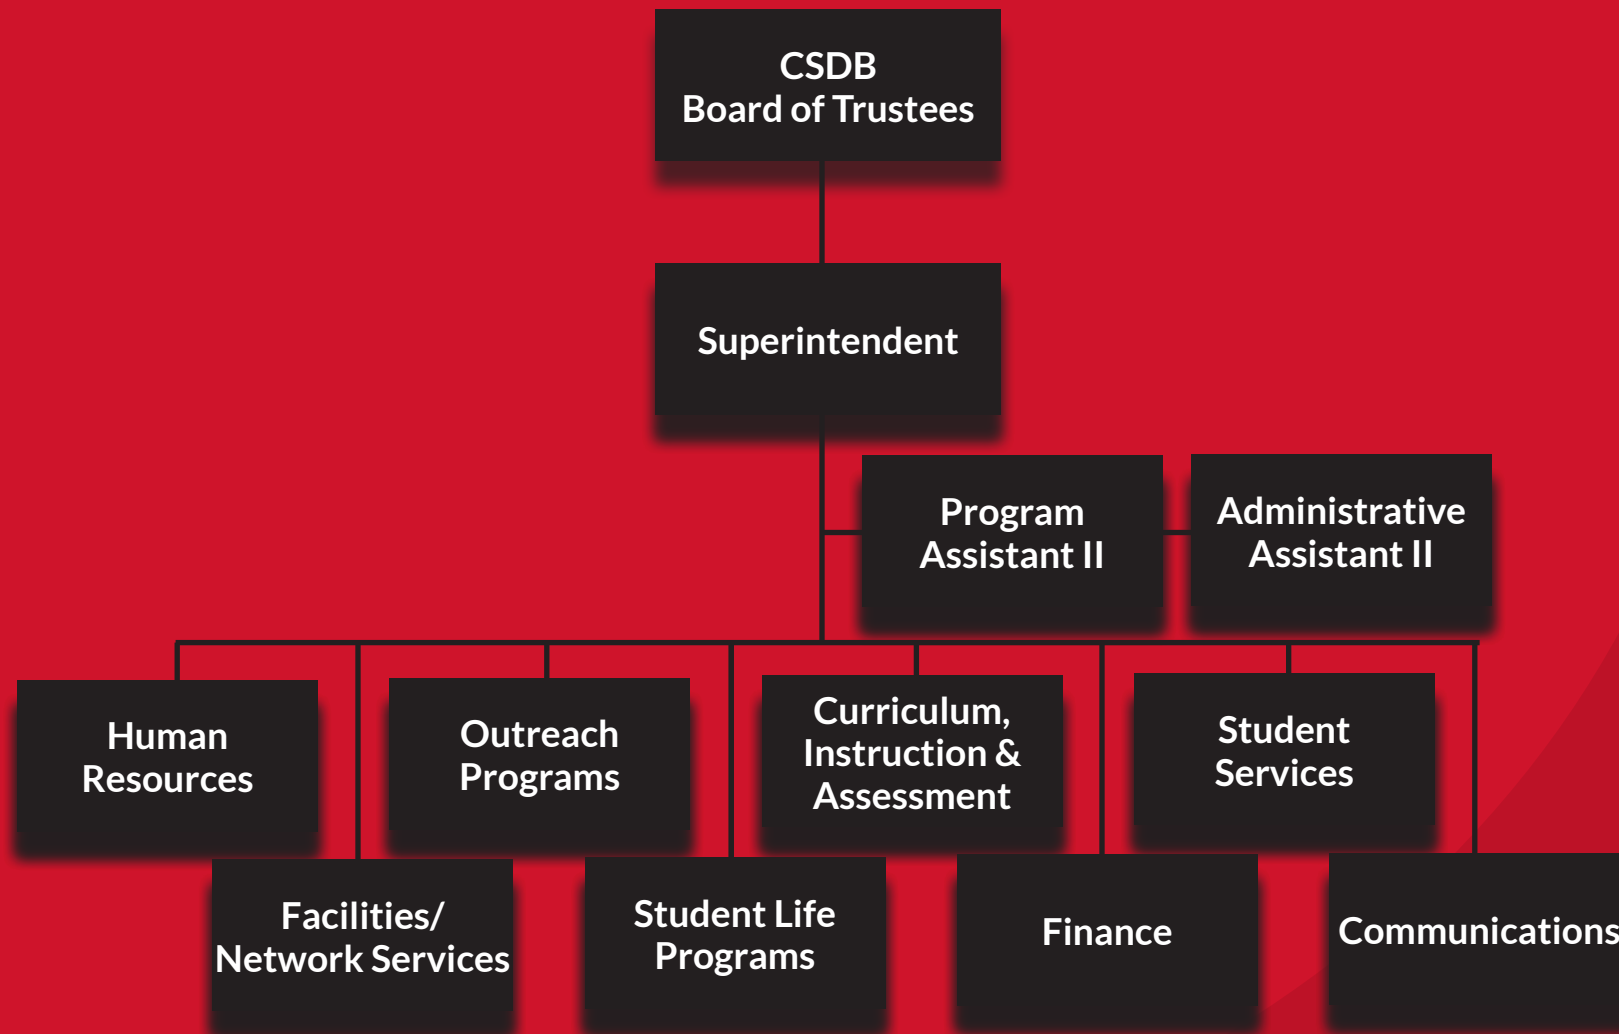 CSDB
Board of Trustees
Superintendent
Program
Assistant II
Administrative
Assistant II
Human
Resources
Outreach
Programs
Curriculum,
Instruction &
Assessment
Student
Services
Facilities/
Network Services
Student Life
Programs
Finance
Communications